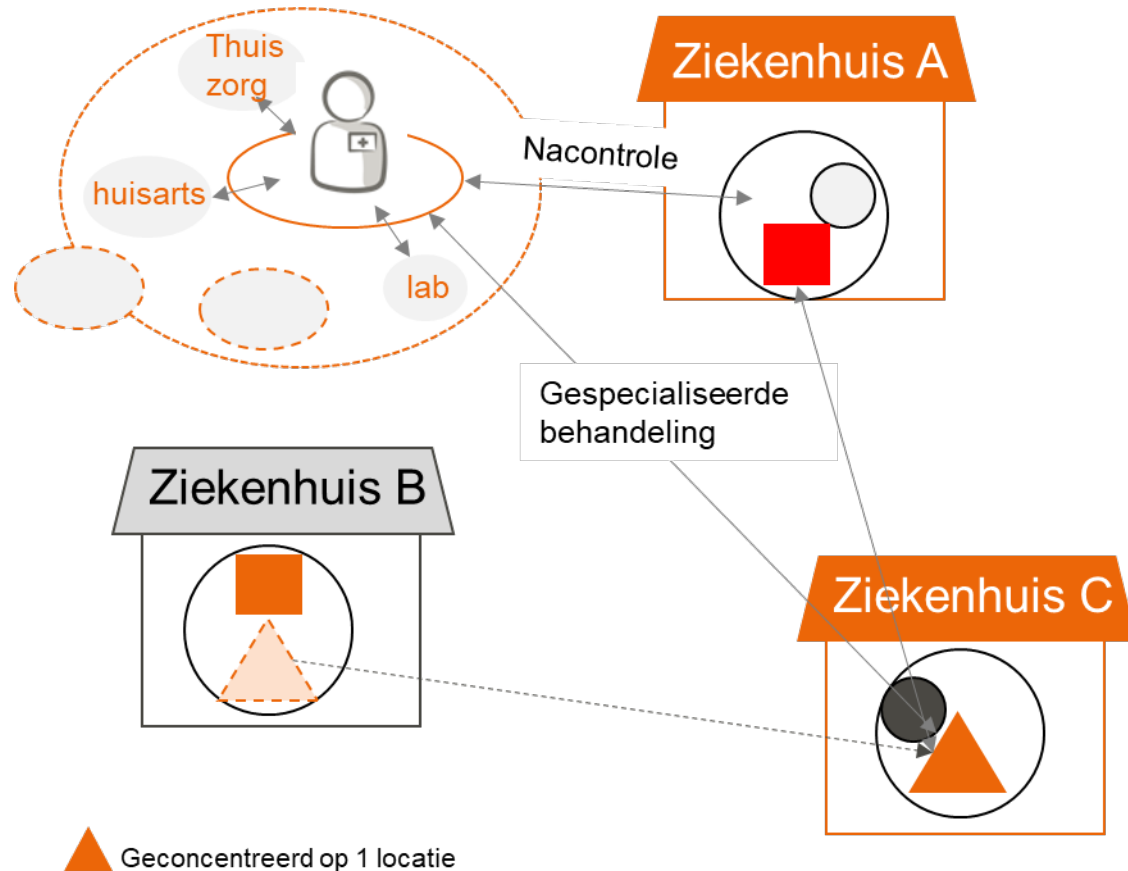 Thuis
zorg
Ziekenhuis A
Nacontrole
huisarts
lab
Gespecialiseerde
behandeling
Ziekenhuis B
Ziekenhuis C
Geconcentreerd op 1 locatie